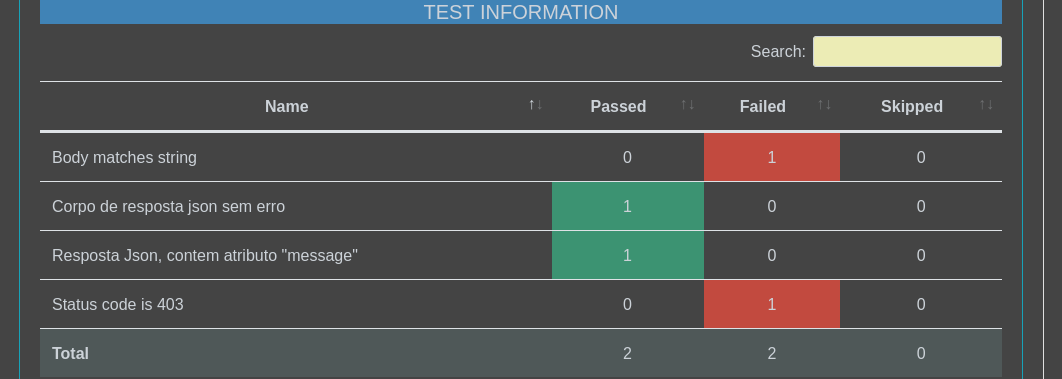 TEST INFORMATION
Search:
Name ↑↓ Passed ↑↓ Failed ↑↓ Skipped ↑↓
Body matches string 0 1 0
Corpo de resposta json sem erro 1 0 0
Resposta Json, contem atributo "message" 1 0 0
Status code is 403 0 1 0
Total 2 2 0